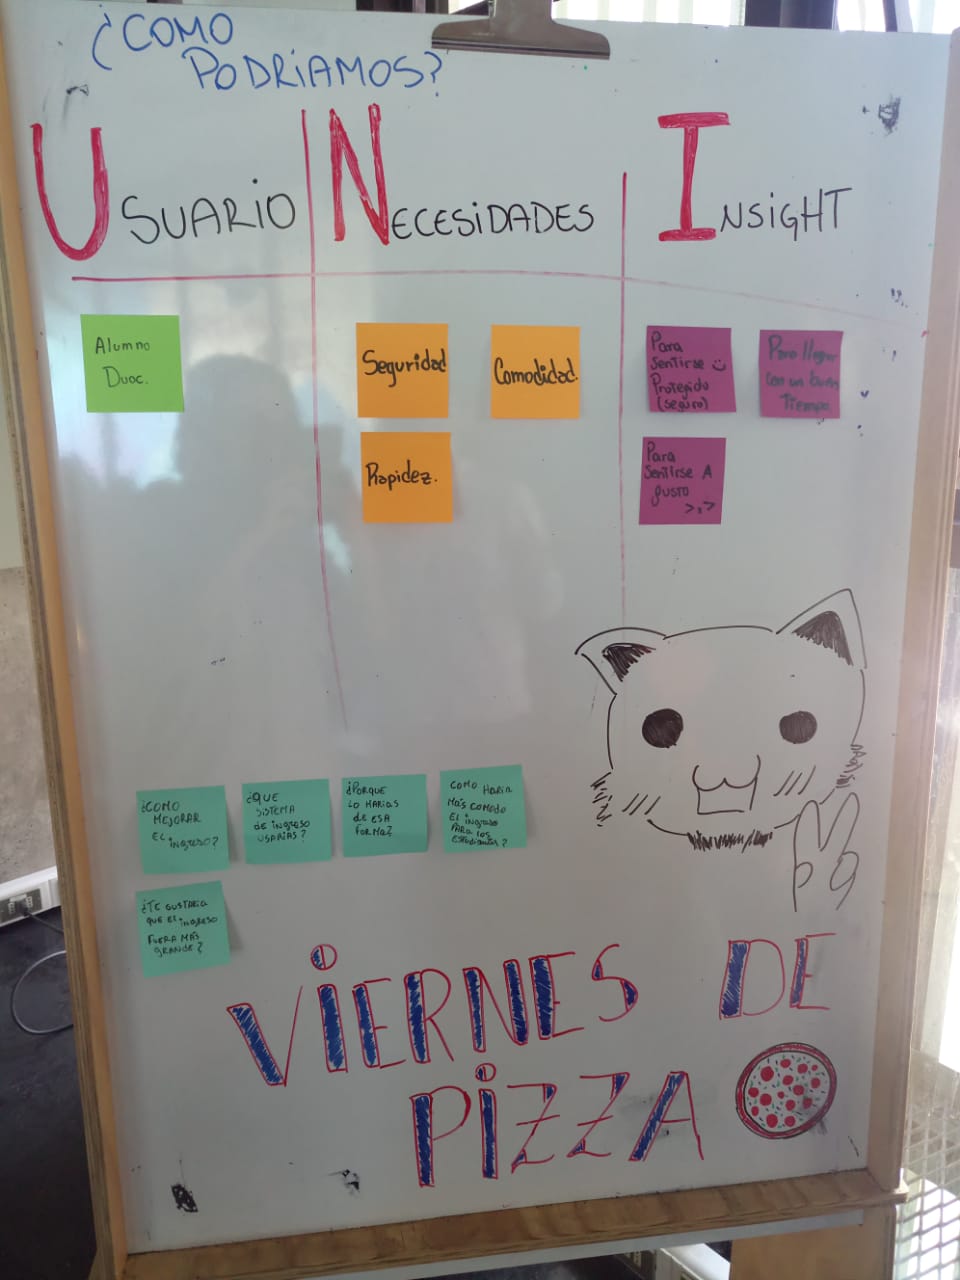 ¿COMO
PODRIAMOS?
USUARIO
NECESIDADES
INSIGHT
Alumno
Duoc.
Seguridad
Comodidad.
Rapidez.
Para
Sentirse
Protegido
(seguro)
Para llegar
con un buen
Tiempo.
Para
Sentirse A
gusto
>.>
¿COMO
MEJORAR
EL ingreso?
¿QUE
SISTEMA
de ingreso
USARIAS?
¿PORQUE
LO HARIAS
de ESA
FORMA?
COMO HARIA
MáS COMODO
EL ingreso
PARA los
Estudiantes?
¿TE GUSTARIA
QUE EL ingreso
FUERA MáS
GRANDE?
VIERNES DE
PIZZA